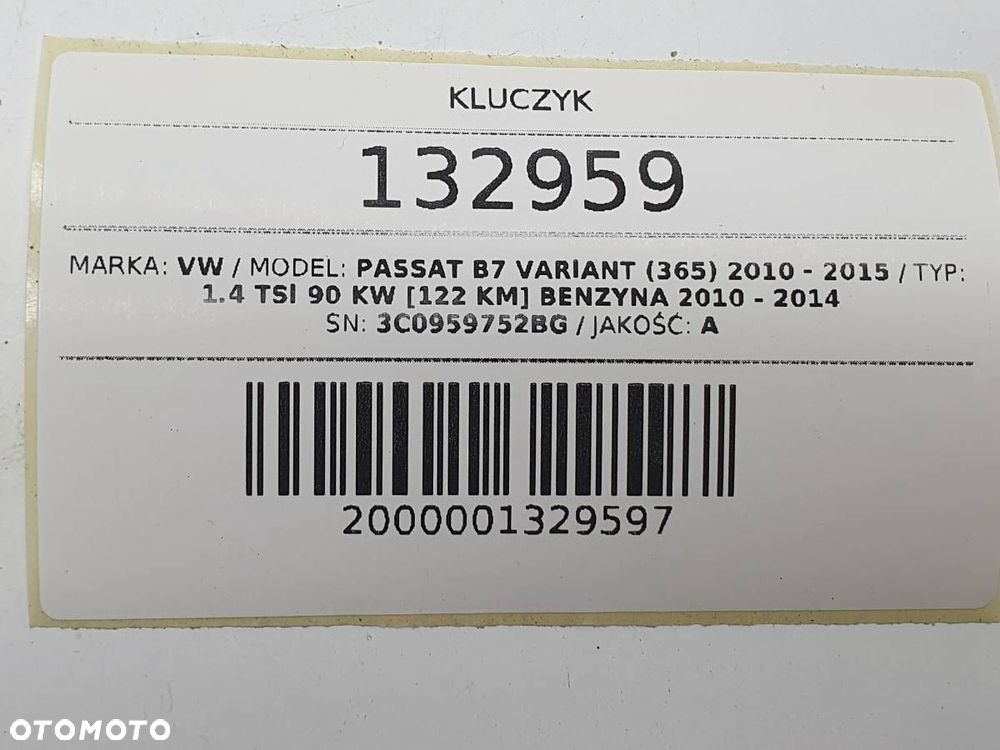 KLUCZYK
132959
MARKA: VW / MODEL: PASSAT B7 VARIANT (365) 2010 - 2015 / TYP:
1.4 TSI 90 KW [122 KM] BENZYNA 2010 - 2014
SN: 3C0959752BG / JAKOŚĆ: A
2000001329597
OTOMOTO